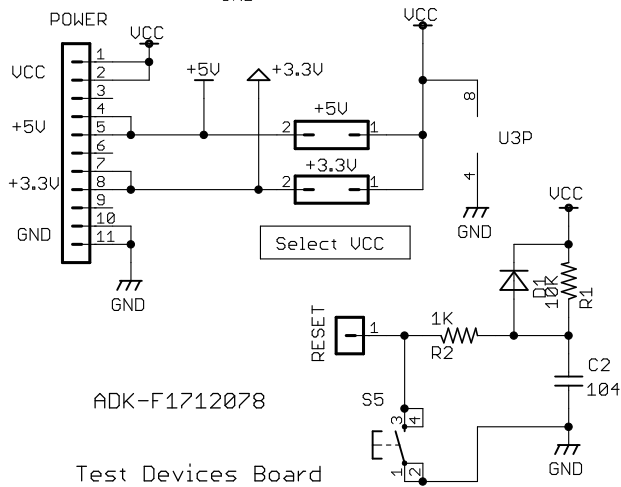 POWER
VCC
VCC
+5V
+3.3V
VCC
+5V
+3.3V
GND
1
2
3
4
5
6
7
8
9
10
11
GND
+5V
2
1
+3.3V
2
1
Select VCC
8
U3P
4
GND
VCC
D1
10K
R1
RESET
1
1K
R2
C2
104
S5
3
4
1
2
GND
ADK-F1712078
Test Devices Board